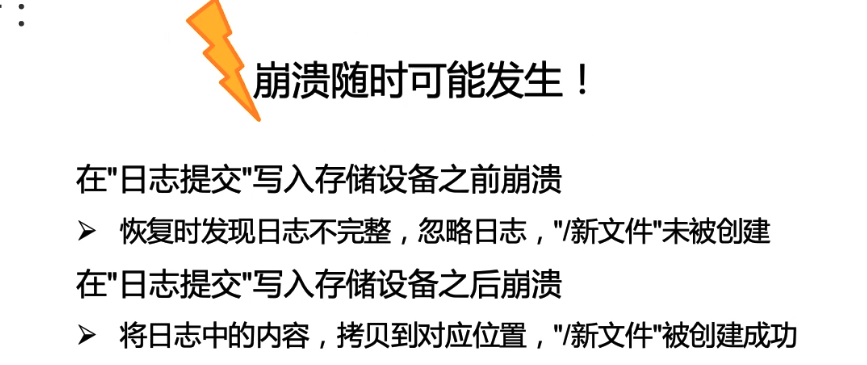 崩溃随时可能发生！
在"日志提交"写入存储设备之前崩溃
➢ 恢复时发现日志不完整，忽略日志，"/新文件"未被创建
在"日志提交"写入存储设备之后崩溃
➢ 将日志中的内容，拷贝到对应位置，"/新文件"被创建成功